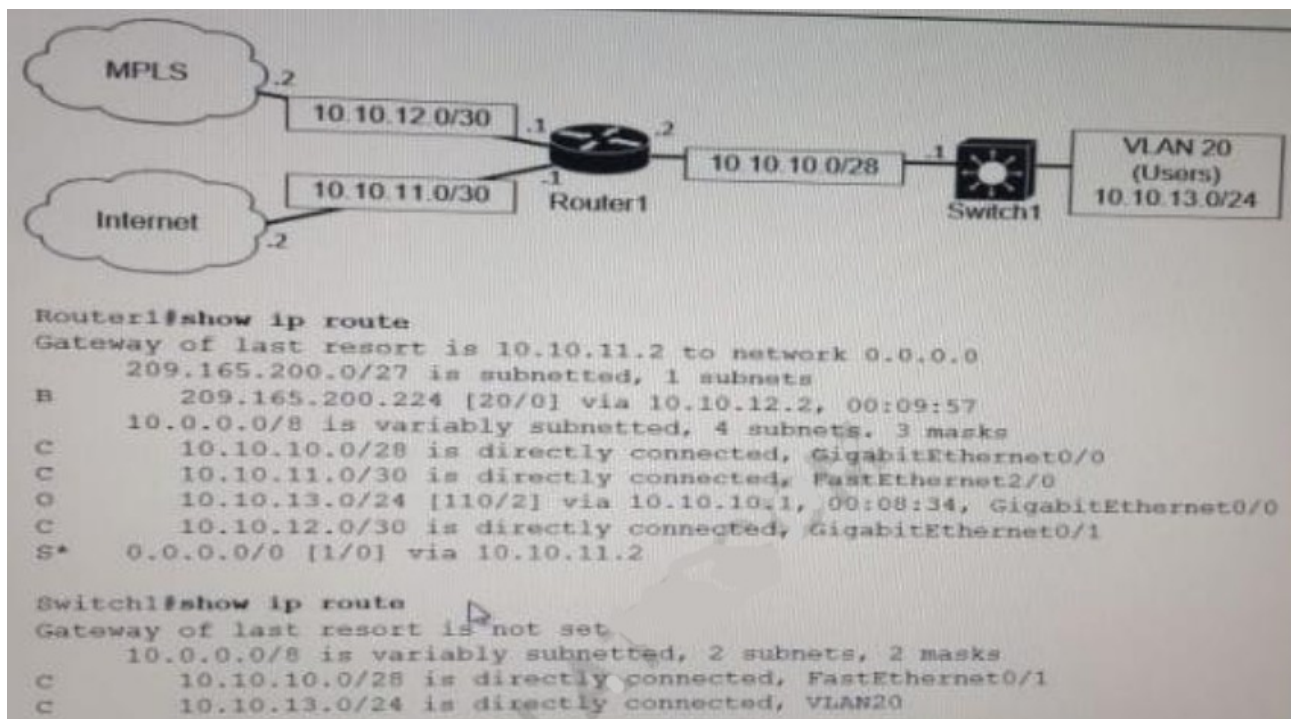 MPLS
.2
10.10.12.0/30
.1
.2
10.10.10.0/28
.1
VLAN 20
(Users)
10.10.13.0/24
Internet
.2
10.10.11.0/30
.1
Router1
Switch1
Router1#show ip route
Gateway of last resort is 10.10.11.2 to network 0.0.0.0
209.165.200.0/27 is subnetted, 1 subnets
B 209.165.200.224 [20/0] via 10.10.12.2, 00:09:57
10.0.0.0/8 is variably subnetted, 4 subnets. 3 masks
C 10.10.10.0/28 is directly connected, GigabitEthernet0/0
C 10.10.11.0/30 is directly connected, FastEthernet2/0
O 10.10.13.0/24 [110/2] via 10.10.10.1, 00:08:34, GigabitEthernet0/0
C 10.10.12.0/30 is directly connected, GigabitEthernet0/1
S* 0.0.0.0/0 [1/0] via 10.10.11.2
Switch1#show ip route
Gateway of last resort is not set
10.0.0.0/8 is variably subnetted, 2 subnets, 2 masks
C 10.10.10.0/28 is directly connected, FastEthernet0/1
C 10.10.13.0/24 is directly connected, VLAN20